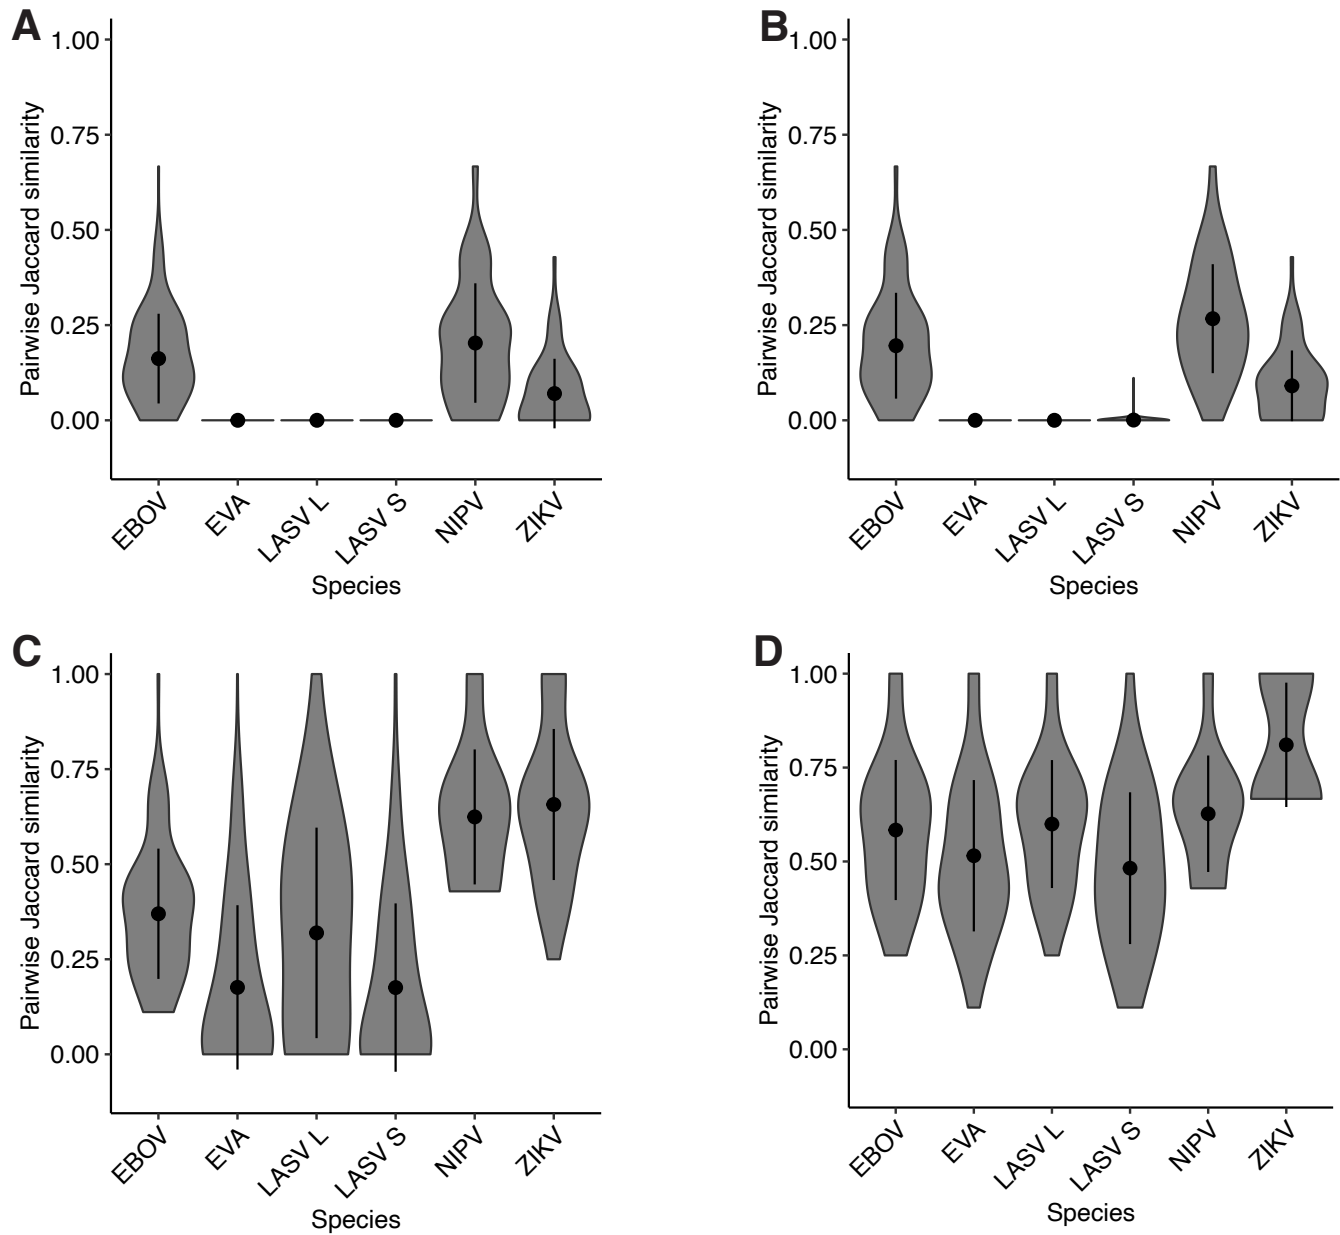 A
Pairwise Jaccard similarity
1.00
0.75
0.50
0.25
0.00
EBOV
EVA
LASV L
LASV S
NIPV
ZIKV
Species
B
Pairwise Jaccard similarity
1.00
0.75
0.50
0.25
0.00
EBOV
EVA
LASV L
LASV S
NIPV
ZIKV
Species
C
Pairwise Jaccard similarity
1.00
0.75
0.50
0.25
0.00
EBOV
EVA
LASV L
LASV S
NIPV
ZIKV
Species
D
Pairwise Jaccard similarity
1.00
0.75
0.50
0.25
0.00
EBOV
EVA
LASV L
LASV S
NIPV
ZIKV
Species